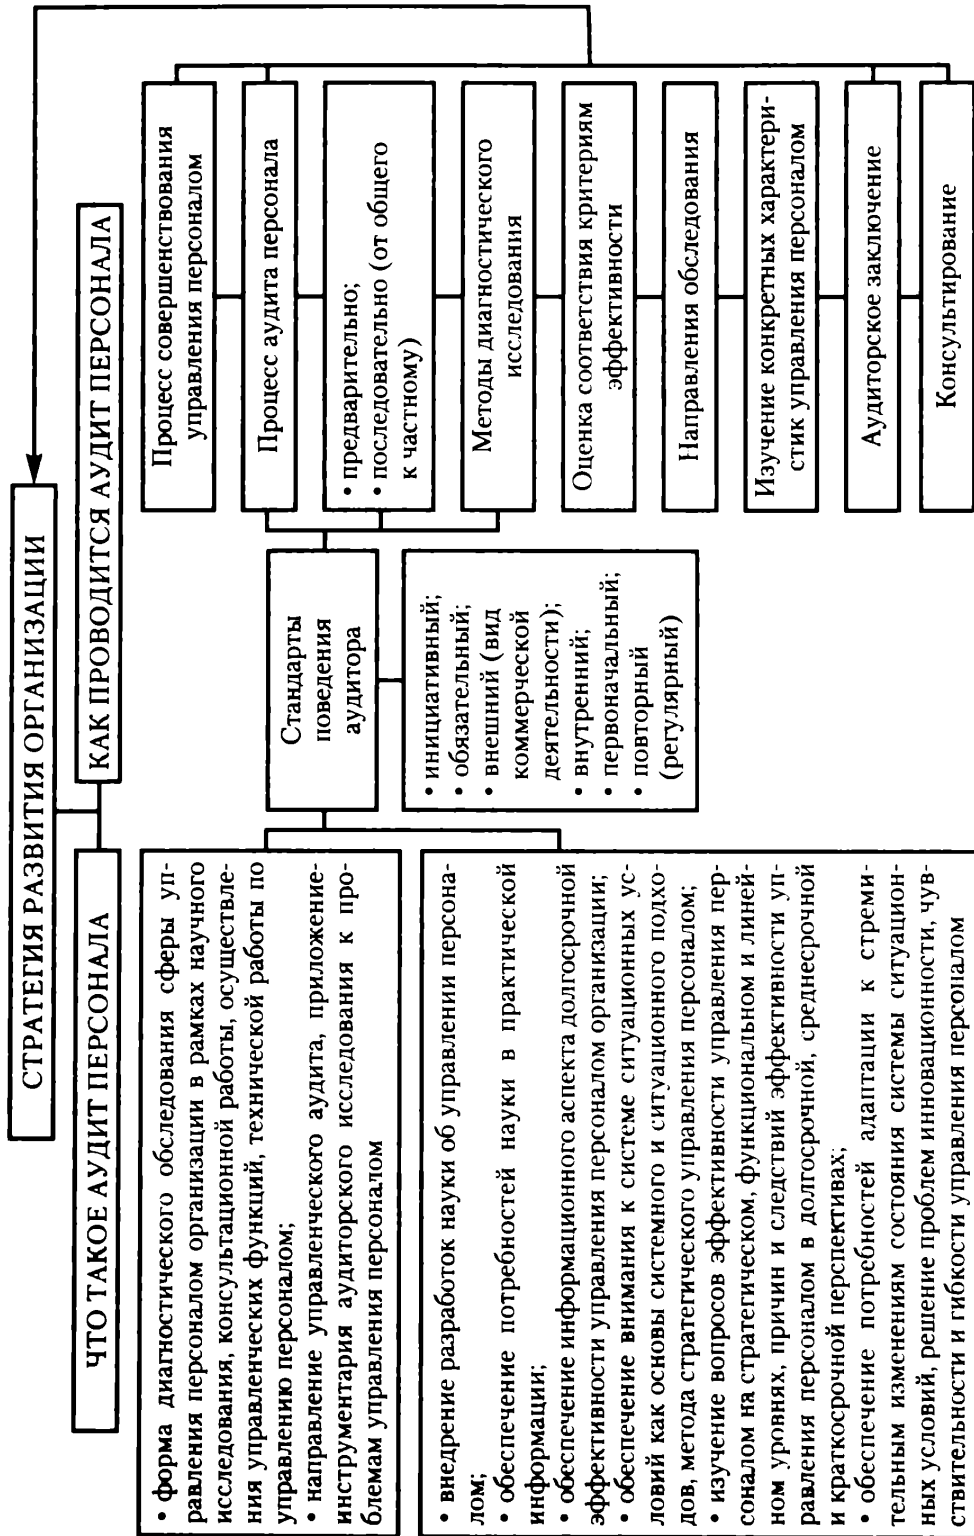 СТРАТЕГИЯ РАЗВИТИЯ ОРГАНИЗАЦИИ
ЧТО ТАКОЕ АУДИТ ПЕРСОНАЛА
КАК ПРОВОДИТСЯ АУДИТ ПЕРСОНАЛА
• форма диагностического обследования сферы уп-
равления персоналом организации в рамках научного
исследования, консультационной работы, осуществле-
ния управленческих функций, технической работы по
управлению персоналом;
• направление управленческого аудита, приложение-
инструментария аудиторского исследования к про-
блемам управления персоналом
• внедрение разработок науки об управлении персона-
лом;
• обеспечение потребностей науки в практической
информации;
• обеспечение информационного аспекта долгосрочной
эффективности управления персоналом организации;
• обеспечение внимания к системе ситуационных ус-
ловий как основы системного и ситуационного подхо-
дов, метода стратегического управления персоналом;
• изучение вопросов эффективности управления пер-
соналом на стратегическом, функциональном и линей-
ном уровнях, причин и следствий эффективности уп-
равления персоналом в долгосрочной, среднесрочной
и краткосрочной перспективах;
• обеспечение потребностей адаптации к стреми-
тельным изменениям состояния системы ситуацион-
ных условий, решение проблем инновационности, чув-
ствительности и гибкости управления персоналом
Стандарты
поведения
аудитора
• инициативный;
• обязательный;
• внешний (вид
коммерческой
деятельности);
• внутренний;
• первоначальный;
• повторный
(регулярный)
Процесс совершенствования
управления персоналом
Процесс аудита персонала
• предварительно;
• последовательно (от общего
к частному)
Методы диагностического
исследования
Оценка соответствия критериям
эффективности
Направления обследования
Изучение конкретных характери-
стик управления персоналом
Аудиторское заключение
Консультирование